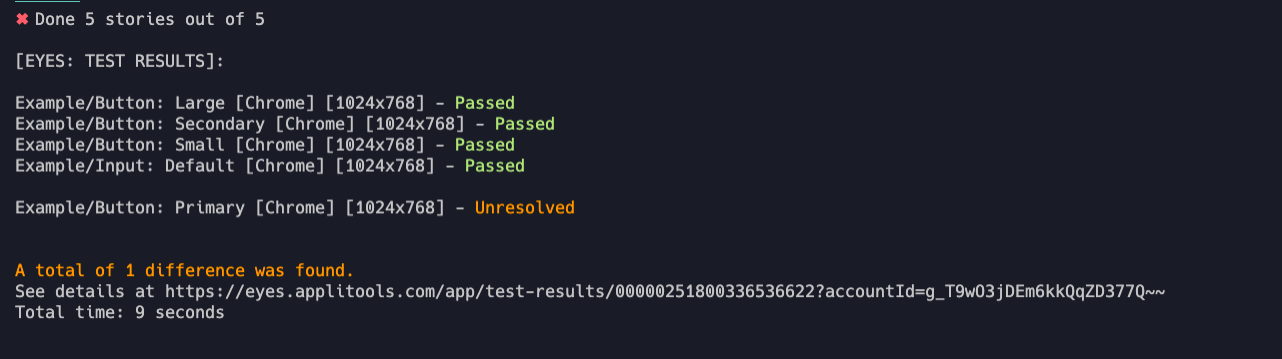 ✖ Done 5 stories out of 5
[EYES: TEST RESULTS]:
Example/Button: Large [Chrome] [1024x768] – Passed
Example/Button: Secondary [Chrome] [1024x768] – Passed
Example/Button: Small [Chrome] [1024x768] – Passed
Example/Input: Default [Chrome] [1024x768] – Passed
Example/Button: Primary [Chrome] [1024x768] – Unresolved
A total of 1 difference was found.
See details at https://eyes.applitools.com/app/test-results/00000251800336536622?accountId=g_T9wO3jDEm6kkQqZD377Q~~
Total time: 9 seconds